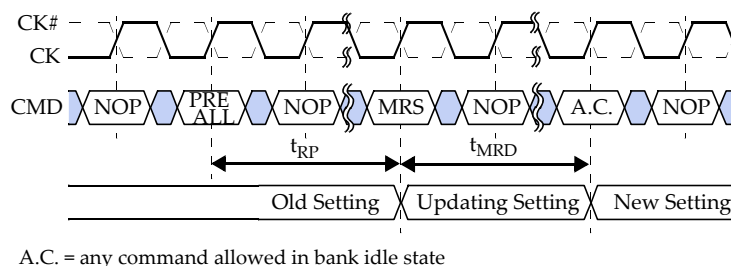 CK#
CK
CMD NOP PRE ALL NOP MRS NOP A.C. NOP
tRP tMRD
Old Setting Updating Setting New Setting
A.C. = any command allowed in bank idle state